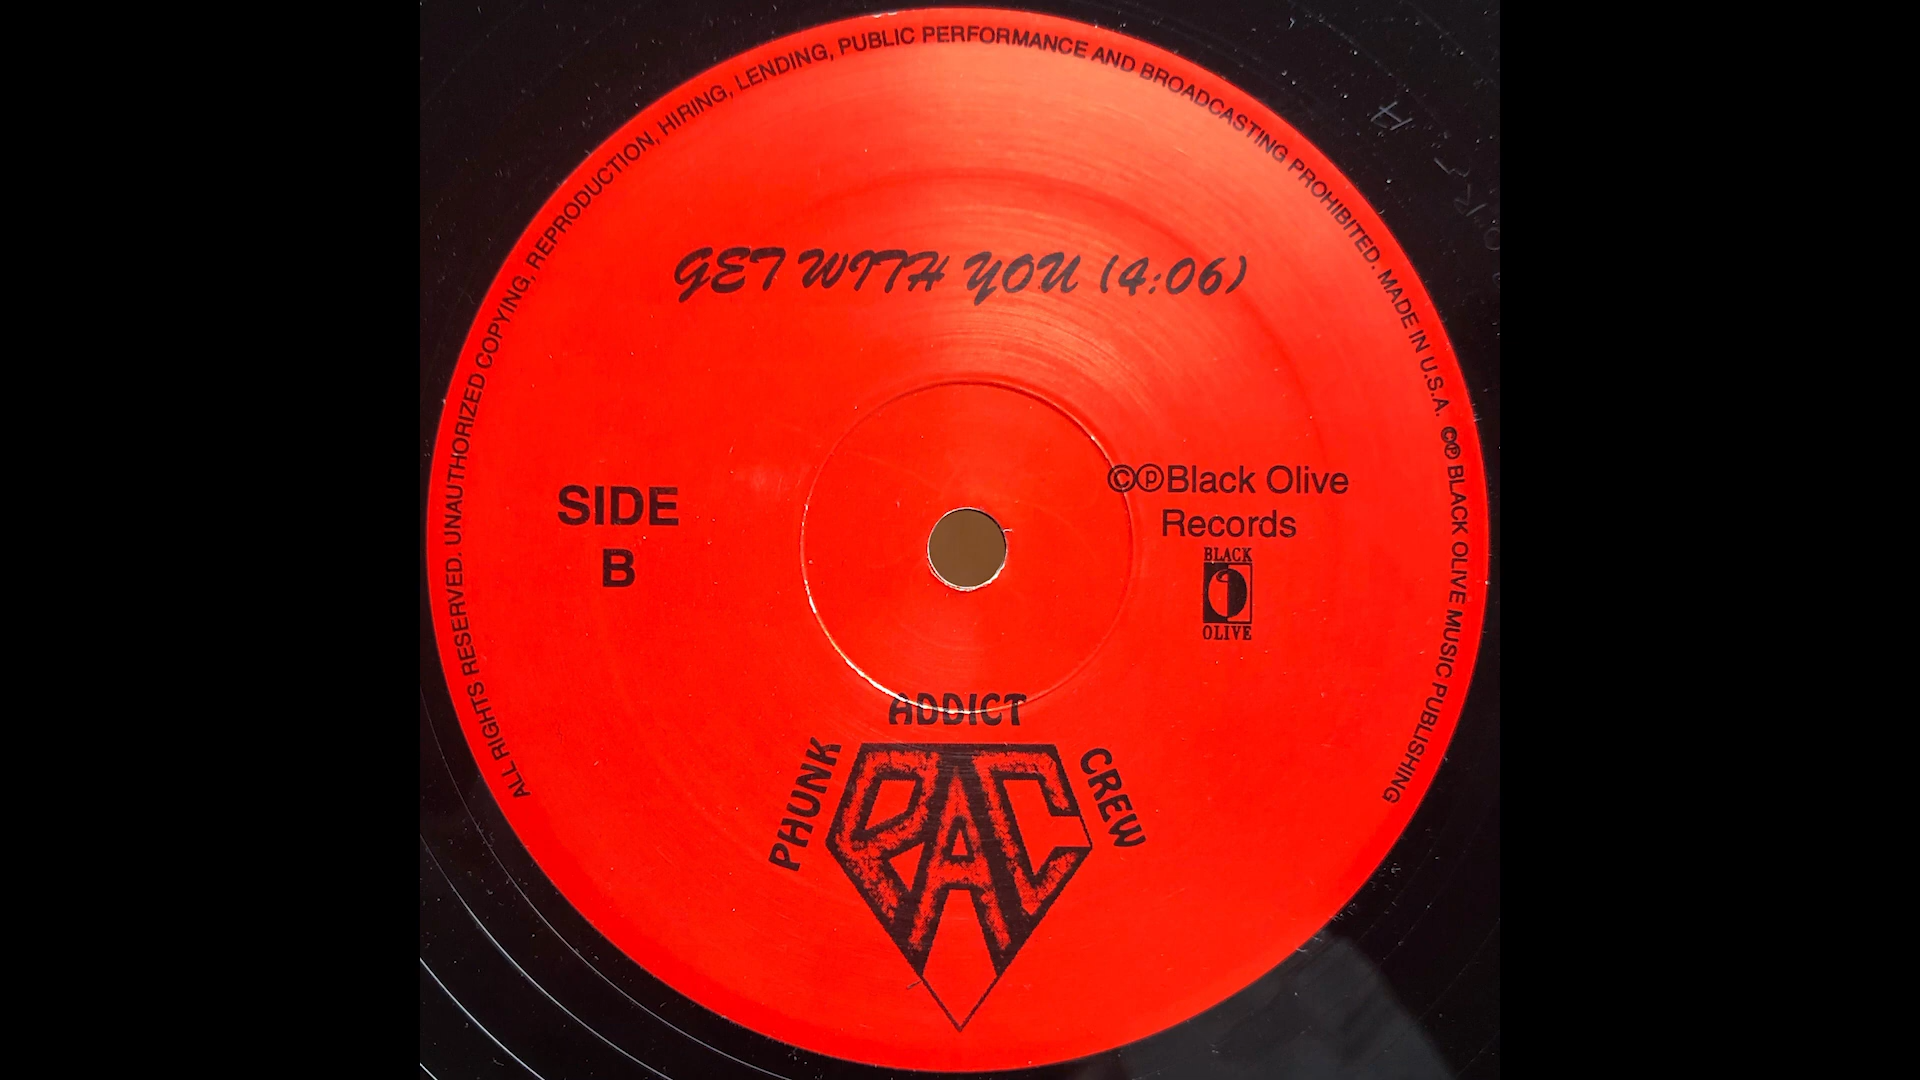 ALL RIGHTS RESERVED. UNAUTHORIZED COPYING, REPRODUCTION, HIRING, LENDING, PUBLIC PERFORMANCE AND BROADCASTING PROHIBITED. MADE IN U.S.A. ©℗ BLACK OLIVE MUSIC PUBLISHING
GET WITH YOU (4:06)
SIDE
B
©℗Black Olive
Records
BLACK
OLIVE
PHUNK ADDICT CREW
PAC